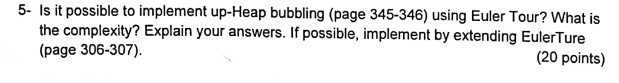 5- Is it possible to implement up-Heap bubbling (page 345-346) using Euler Tour? What is
the complexity? Explain your answers. If possible, implement by extending EulerTure
(page 306-307).
(20 points)